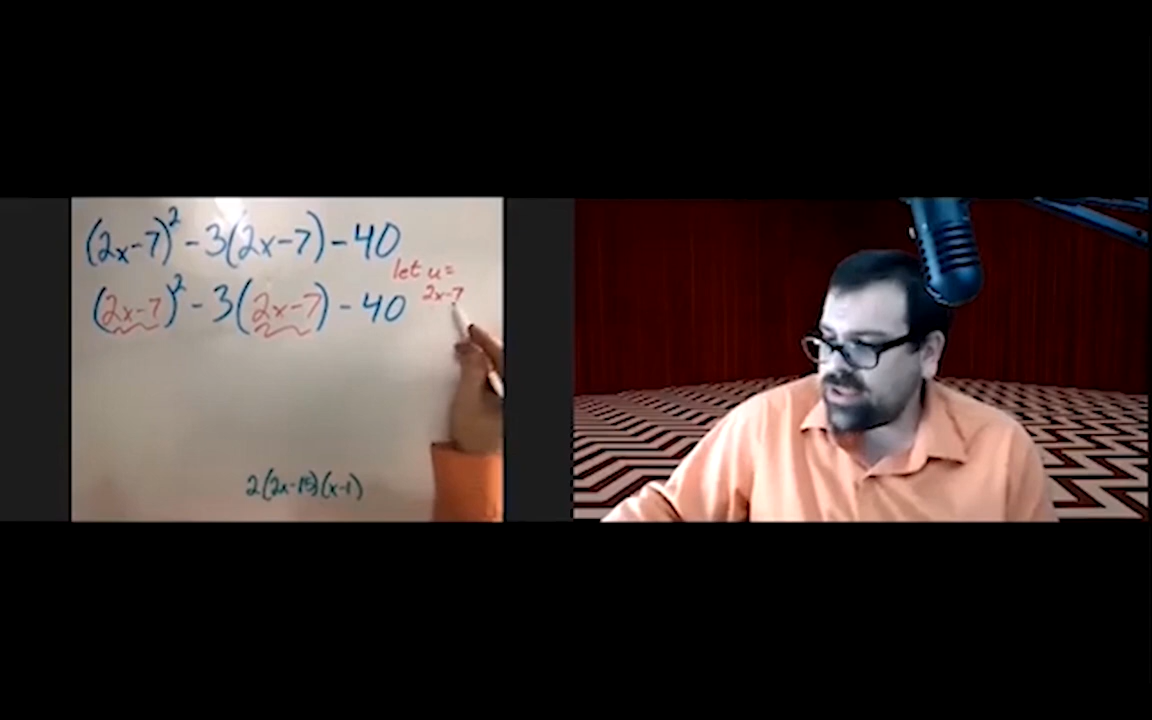 (2x-7)² - 3(2x-7) - 40
let u=
2x-7
(2x-7)² - 3(2x-7) - 40
2(2x-15)(x-1)